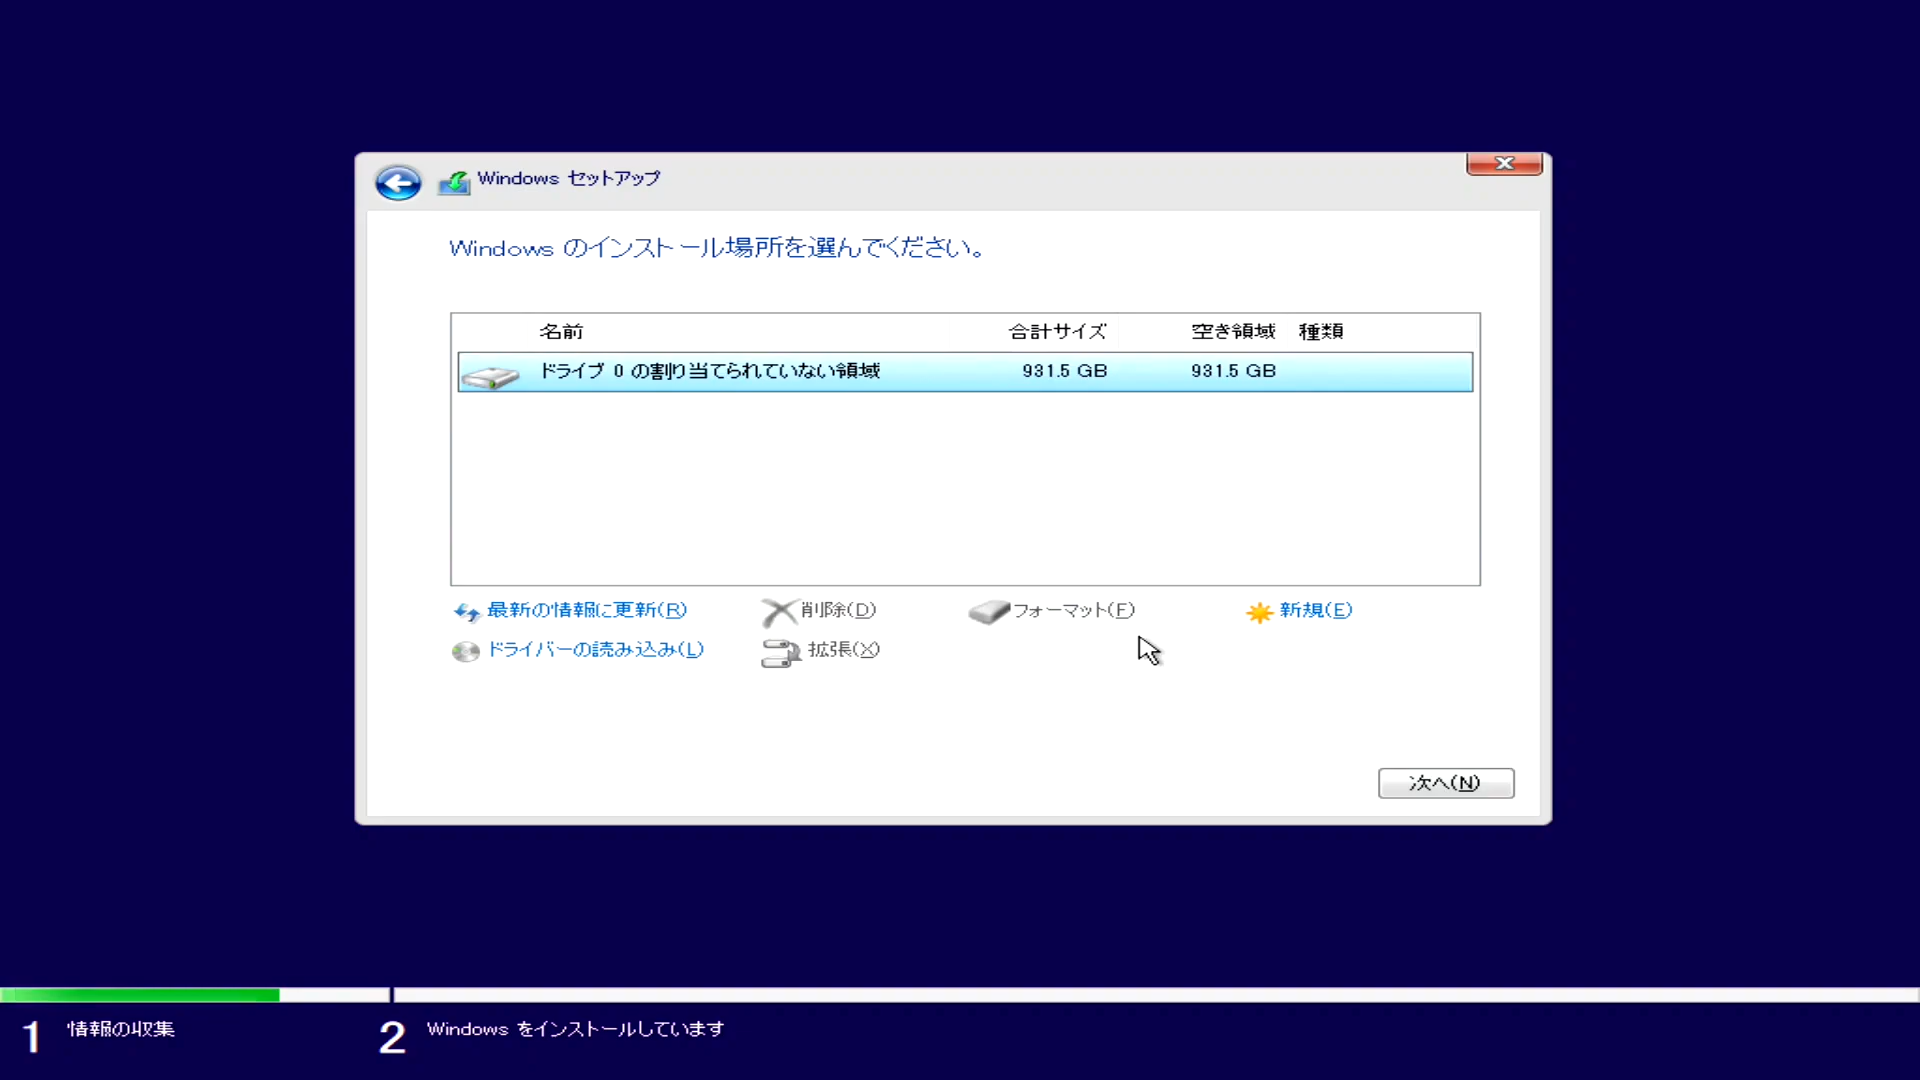 Windows セットアップ
Windows のインストール場所を選んでください。
名前 合計サイズ 空き領域 種類
ドライブ 0 の割り当てられていない領域 931.5 GB 931.5 GB
最新の情報に更新(R) 削除(D) フォーマット(F) 新規(E)
ドライバーの読み込み(L) 拡張(X)
次へ(N)
1 情報の収集 2 Windows をインストールしています